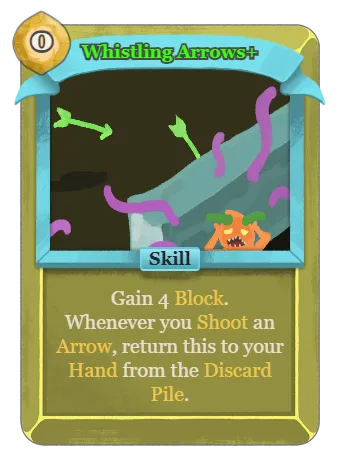 0
Whistling Arrows+
Skill
Gain 4 Block.
Whenever you Shoot an
Arrow, return this to your
Hand from the Discard
Pile.